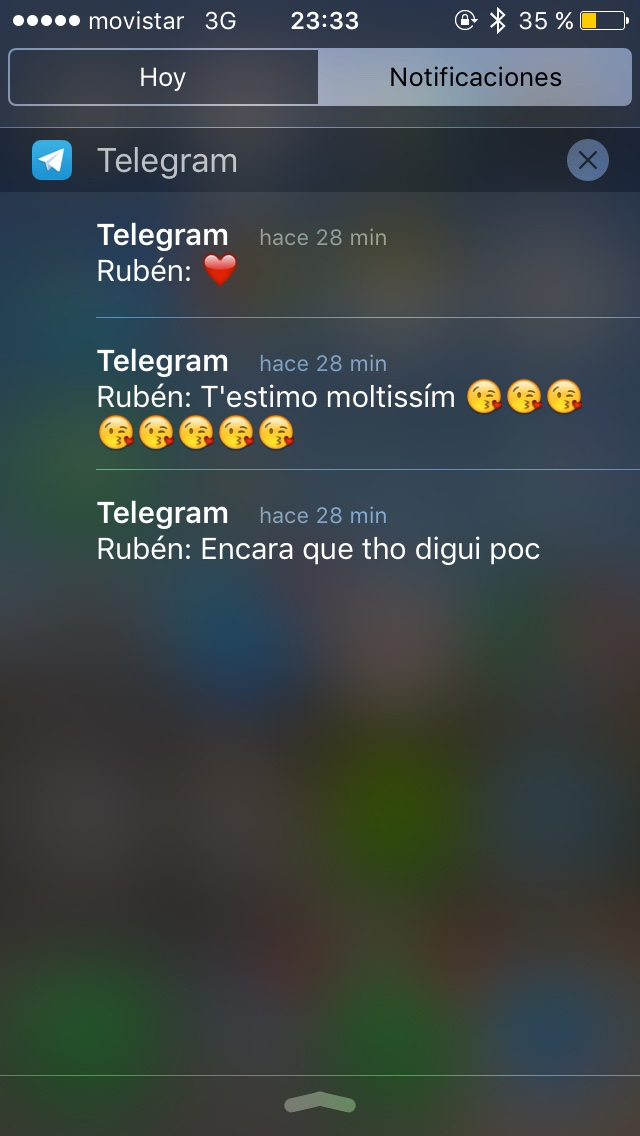 movistar 3G 23:33 35 %
Hoy Notificaciones
Telegram
Telegram hace 28 min
Rubén: ❤️
Telegram hace 28 min
Rubén: T'estimo moltissím 😘😘😘
😘😘😘😘😘
Telegram hace 28 min
Rubén: Encara que tho digui poc